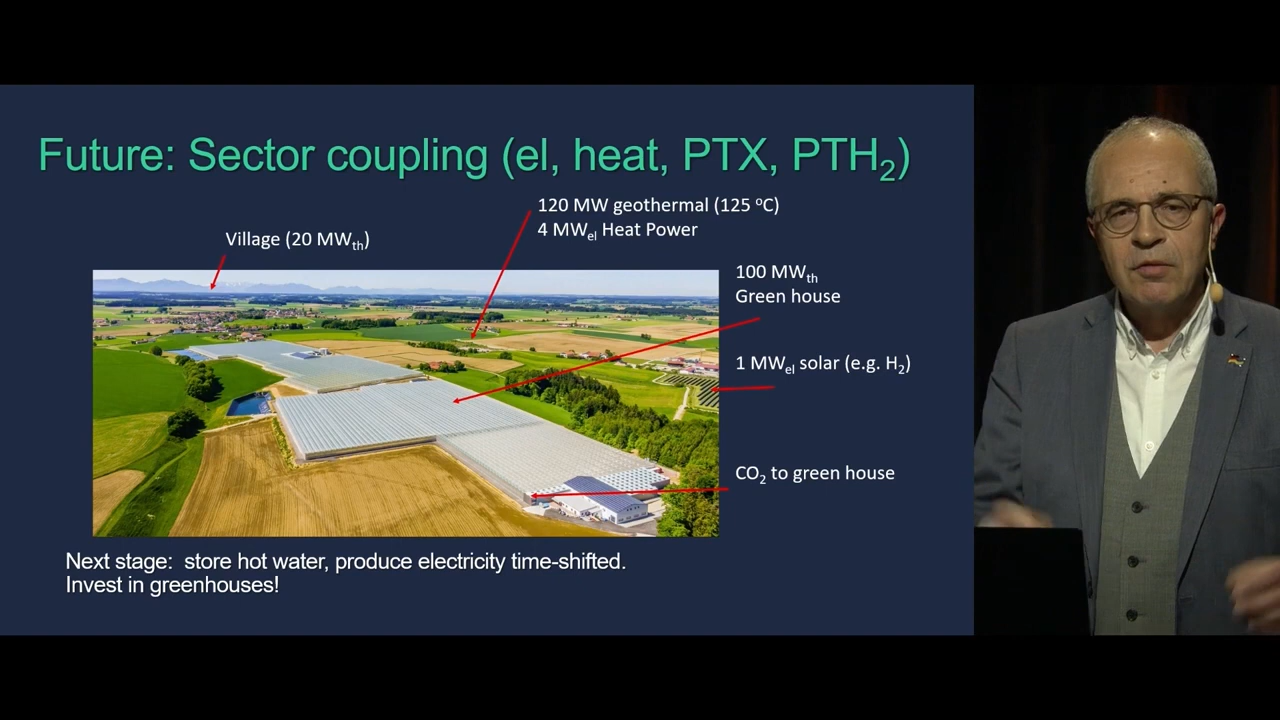 Future: Sector coupling (el, heat, PTX, PTH₂)
120 MW geothermal (125 °C)
4 MWel Heat Power
Village (20 MWth)
100 MWth
Green house
1 MWel solar (e.g. H₂)
CO₂ to green house
Next stage: store hot water, produce electricity time-shifted.
Invest in greenhouses!